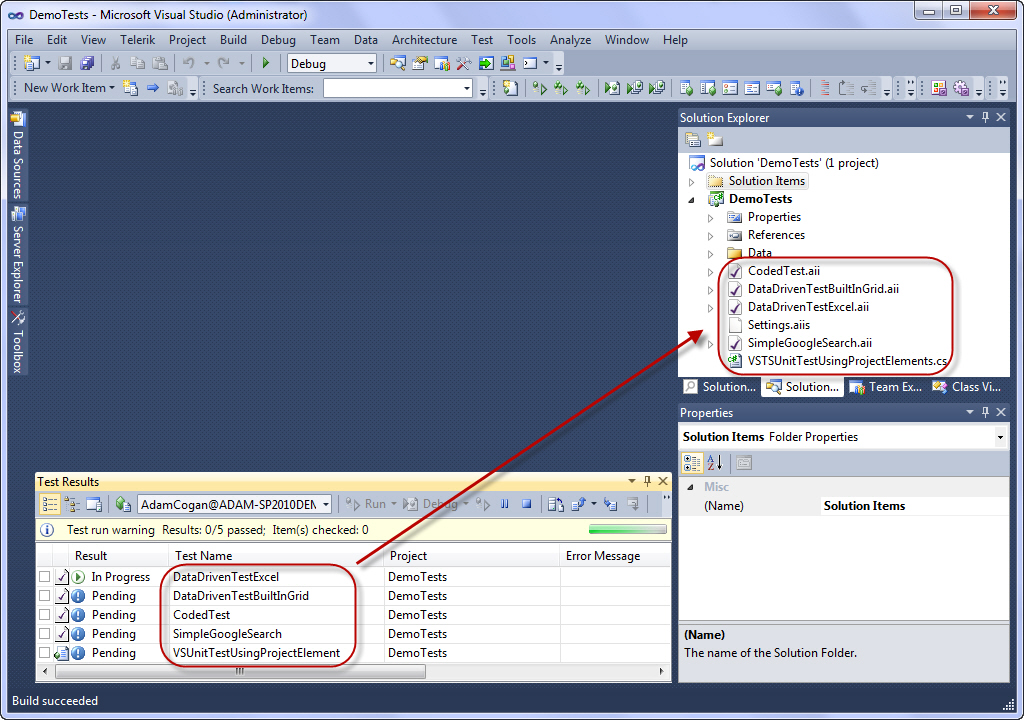 DemoTests - Microsoft Visual Studio (Administrator)
File Edit View Telerik Project Build Debug Team Data Architecture Test Tools Analyze Window Help
Debug
New Work Item Search Work Items:
Data Sources
Server Explorer
Toolbox
Solution Explorer
Solution 'DemoTests' (1 project)
Solution Items
DemoTests
Properties
References
Data
CodedTest.aii
DataDrivenTestBuiltInGrid.aii
DataDrivenTestExcel.aii
Settings.aiis
SimpleGoogleSearch.aii
VSTSUnitTestUsingProjectElements.cs
Solution... Solution... Team Ex... Class Vi...
Properties
Solution Items Folder Properties
Misc
(Name) Solution Items
(Name)
The name of the Solution Folder.
Test Results
AdamCogan@ADAM-SP2010DEN Run Debug
Test run warning Results: 0/5 passed; Item(s) checked: 0
Result Test Name Project Error Message
In Progress DataDrivenTestExcel DemoTests
Pending DataDrivenTestBuiltInGrid DemoTests
Pending CodedTest DemoTests
Pending SimpleGoogleSearch DemoTests
Pending VSUnitTestUsingProjectElement DemoTests
Build succeeded